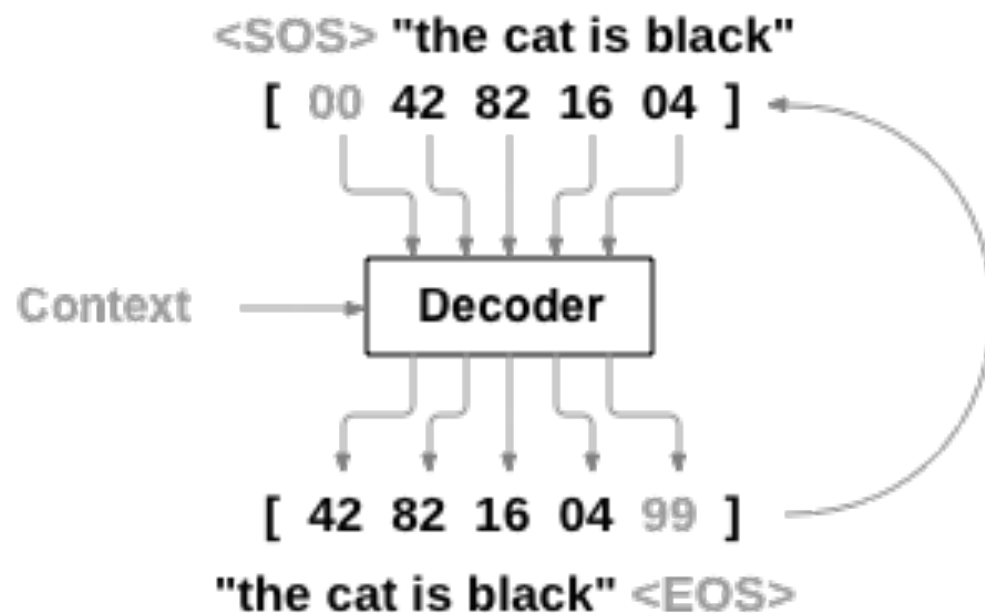 <SOS> "the cat is black"
[ 00 42 82 16 04 ]
Context
Decoder
[ 42 82 16 04 99 ]
"the cat is black" <EOS>